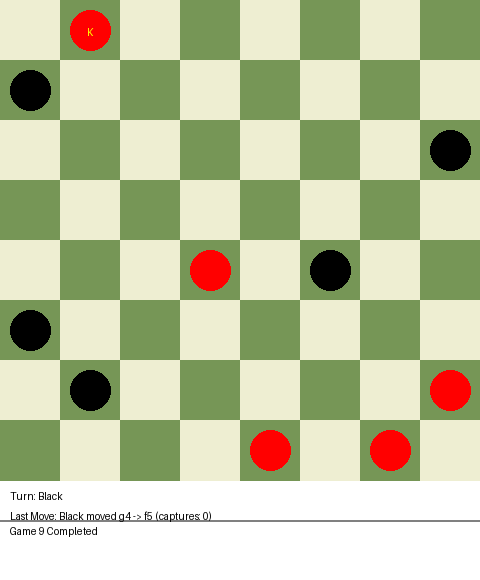 K
Turn: Black
Last Move: Black moved g4 -> f5 (captures: 0)
Game 9 Completed